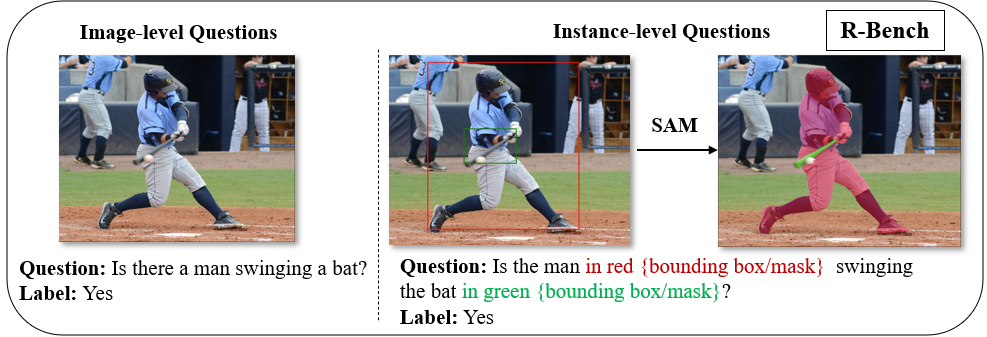 Image-level Questions
Instance-level Questions
R-Bench
SAM
Question: Is there a man swinging a bat?
Label: Yes
Question: Is the man in red {bounding box/mask} swinging
the bat in green {bounding box/mask}?
Label: Yes